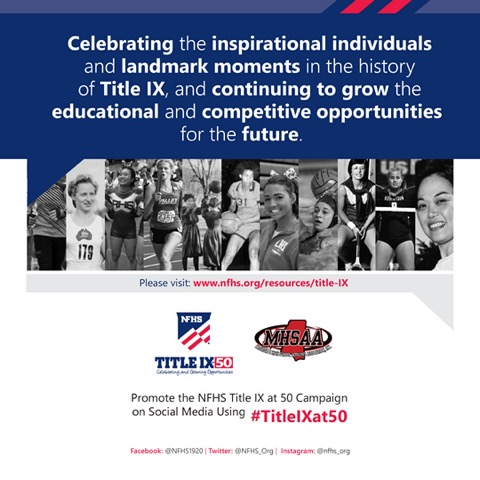 Celebrating the inspirational individuals
and landmark moments in the history
of Title IX, and continuing to grow the
educational and competitive opportunities
for the future.
179
31
Please visit: www.nfhs.org/resources/title-IX
NFHS
TITLE IX 50
Celebrating and Growing Opportunities
MHSAA
Promote the NFHS Title IX at 50 Campaign
on Social Media Using #TitleIXat50
Facebook: @NFHS1920 | Twitter: @NFHS_Org | Instagram: @nfhs_org